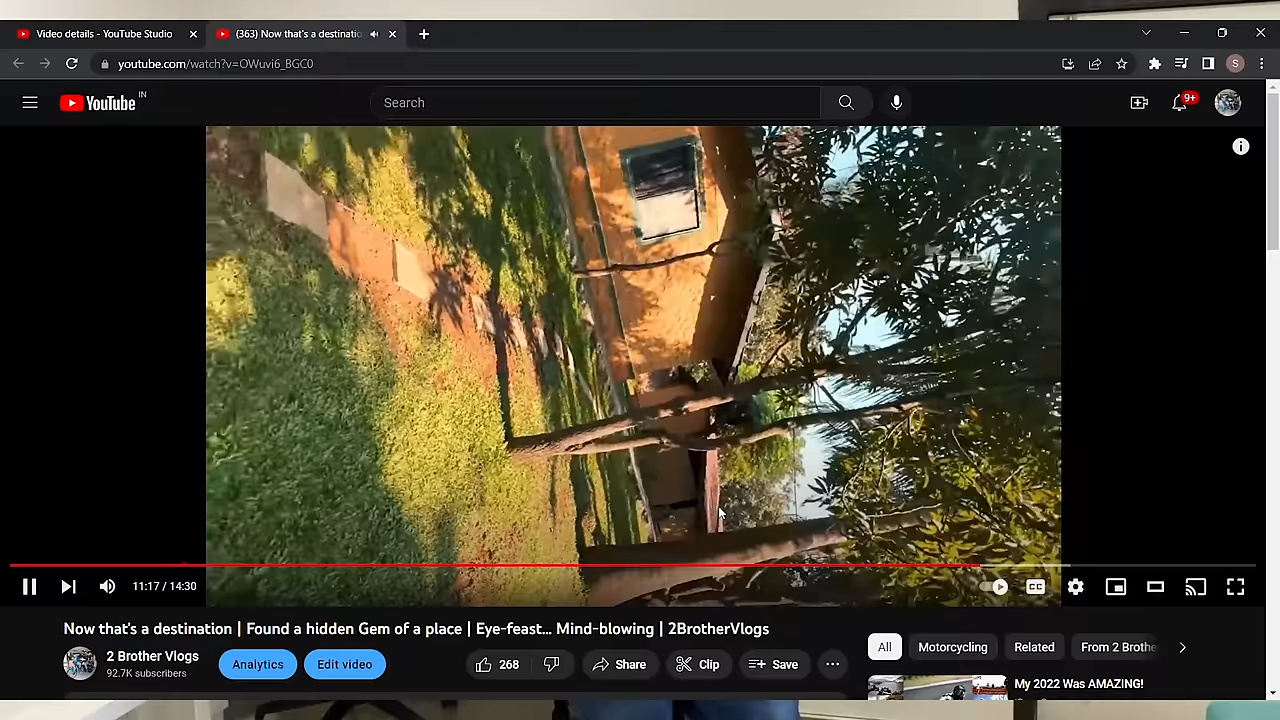 Video details - YouTube Studio
(363) Now that's a destinatio
youtube.com/watch?v=OWuvi6_BGC0
YouTube IN
Search
9+
S
i
11:17 / 14:30
CC
Now that's a destination | Found a hidden Gem of a place | Eye-feast... Mind-blowing | 2BrotherVlogs
2 Brother Vlogs
92.7K subscribers
Analytics
Edit video
268
Share
Clip
Save
All
Motorcycling
Related
From 2 Brothe
My 2022 Was AMAZING!